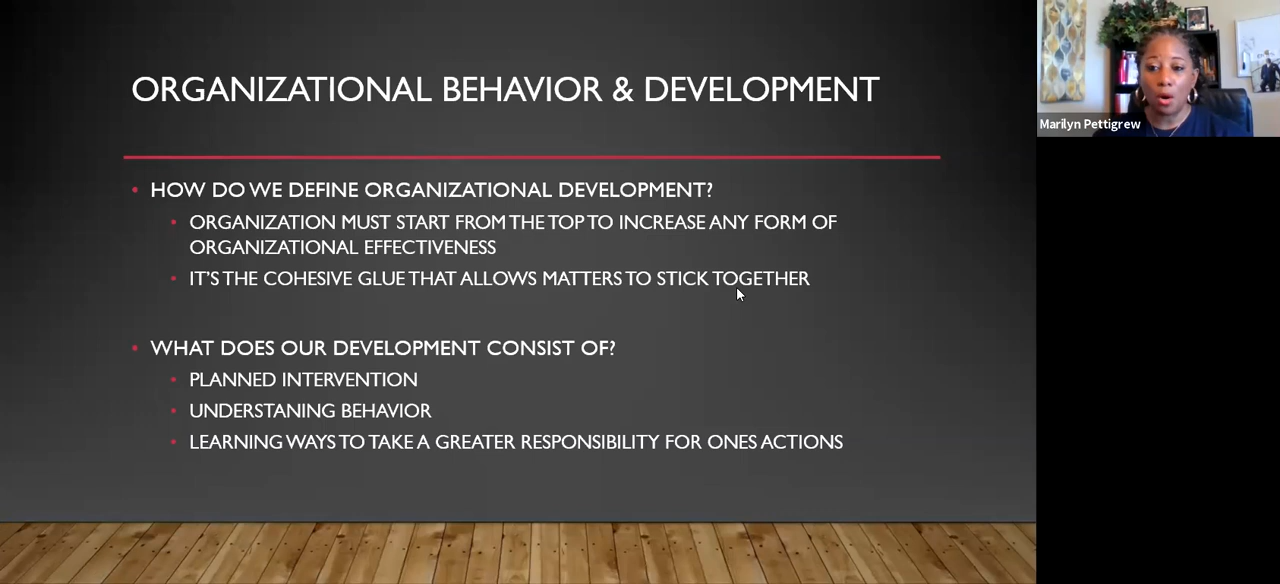 ORGANIZATIONAL BEHAVIOR & DEVELOPMENT
HOW DO WE DEFINE ORGANIZATIONAL DEVELOPMENT?
ORGANIZATION MUST START FROM THE TOP TO INCREASE ANY FORM OF
ORGANIZATIONAL EFFECTIVENESS
IT'S THE COHESIVE GLUE THAT ALLOWS MATTERS TO STICK TOGETHER
WHAT DOES OUR DEVELOPMENT CONSIST OF?
PLANNED INTERVENTION
UNDERSTANING BEHAVIOR
LEARNING WAYS TO TAKE A GREATER RESPONSIBILITY FOR ONES ACTIONS
Marilyn Pettigrew